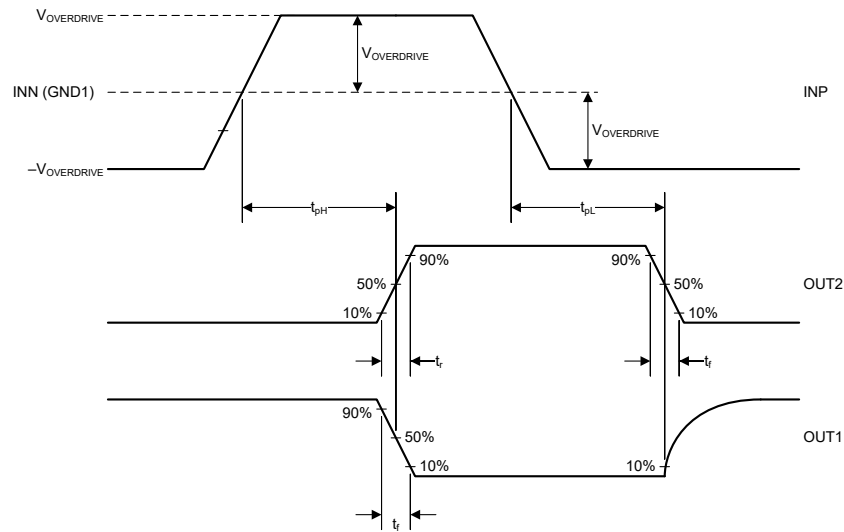 VOVERDRIVE
VOVERDRIVE
INN (GND1)
INP
VOVERDRIVE
–VOVERDRIVE
tpH
tpL
90%
90%
50%
50%
OUT2
10%
10%
tr
tf
90%
50%
OUT1
10%
10%
tf